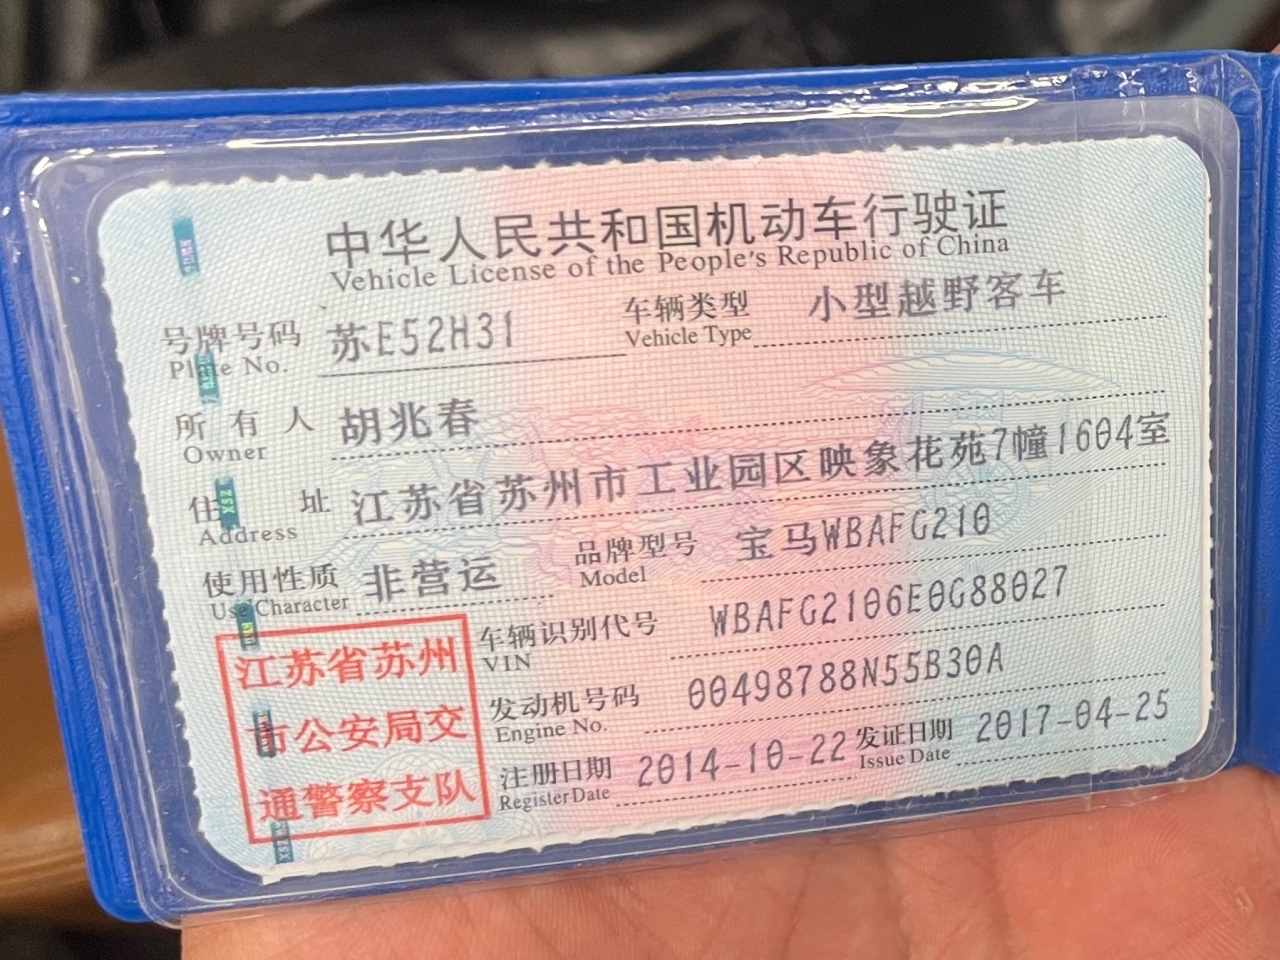 中华人民共和国机动车行驶证
Vehicle License of the People's Republic of China
号牌号码 苏E52H31 车辆类型 小型越野客车
Plate No. Vehicle Type
所有人 胡兆春
Owner
住址 江苏省苏州市工业园区映象花苑7幢1604室
Address
使用性质 非营运 品牌型号 宝马WBAFG210
Use Character Model
车辆识别代号 WBAFG2106E0G88027
VIN
发动机号码 00498788N55B30A
Engine No.
注册日期 2014-10-22 发证日期 2017-04-25
Register Date Issue Date
江苏省苏州
市公安局交
通警察支队